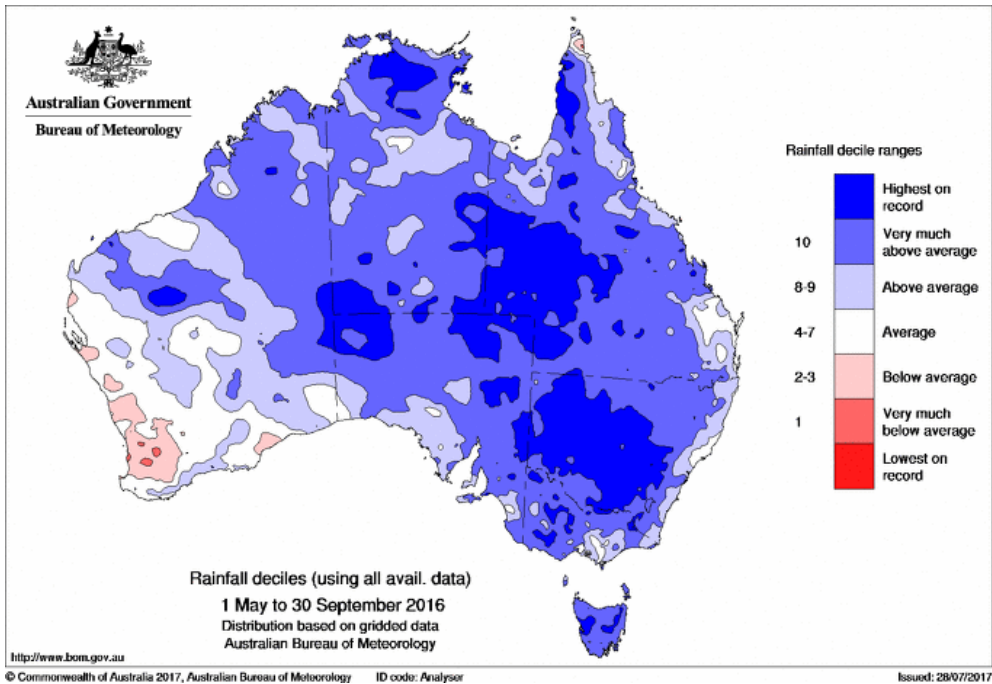 Australian Government
Bureau of Meteorology
Rainfall decile ranges
Highest on
record
10
Very much
above average
8-9
Above average
4-7
Average
2-3
Below average
1
Very much
below average
Lowest on
record
Rainfall deciles (using all avail. data)
1 May to 30 September 2016
Distribution based on gridded data
Australian Bureau of Meteorology
http://www.bom.gov.au
© Commonwealth of Australia 2017, Australian Bureau of Meteorology ID code: Analyser Issued: 28/07/2017